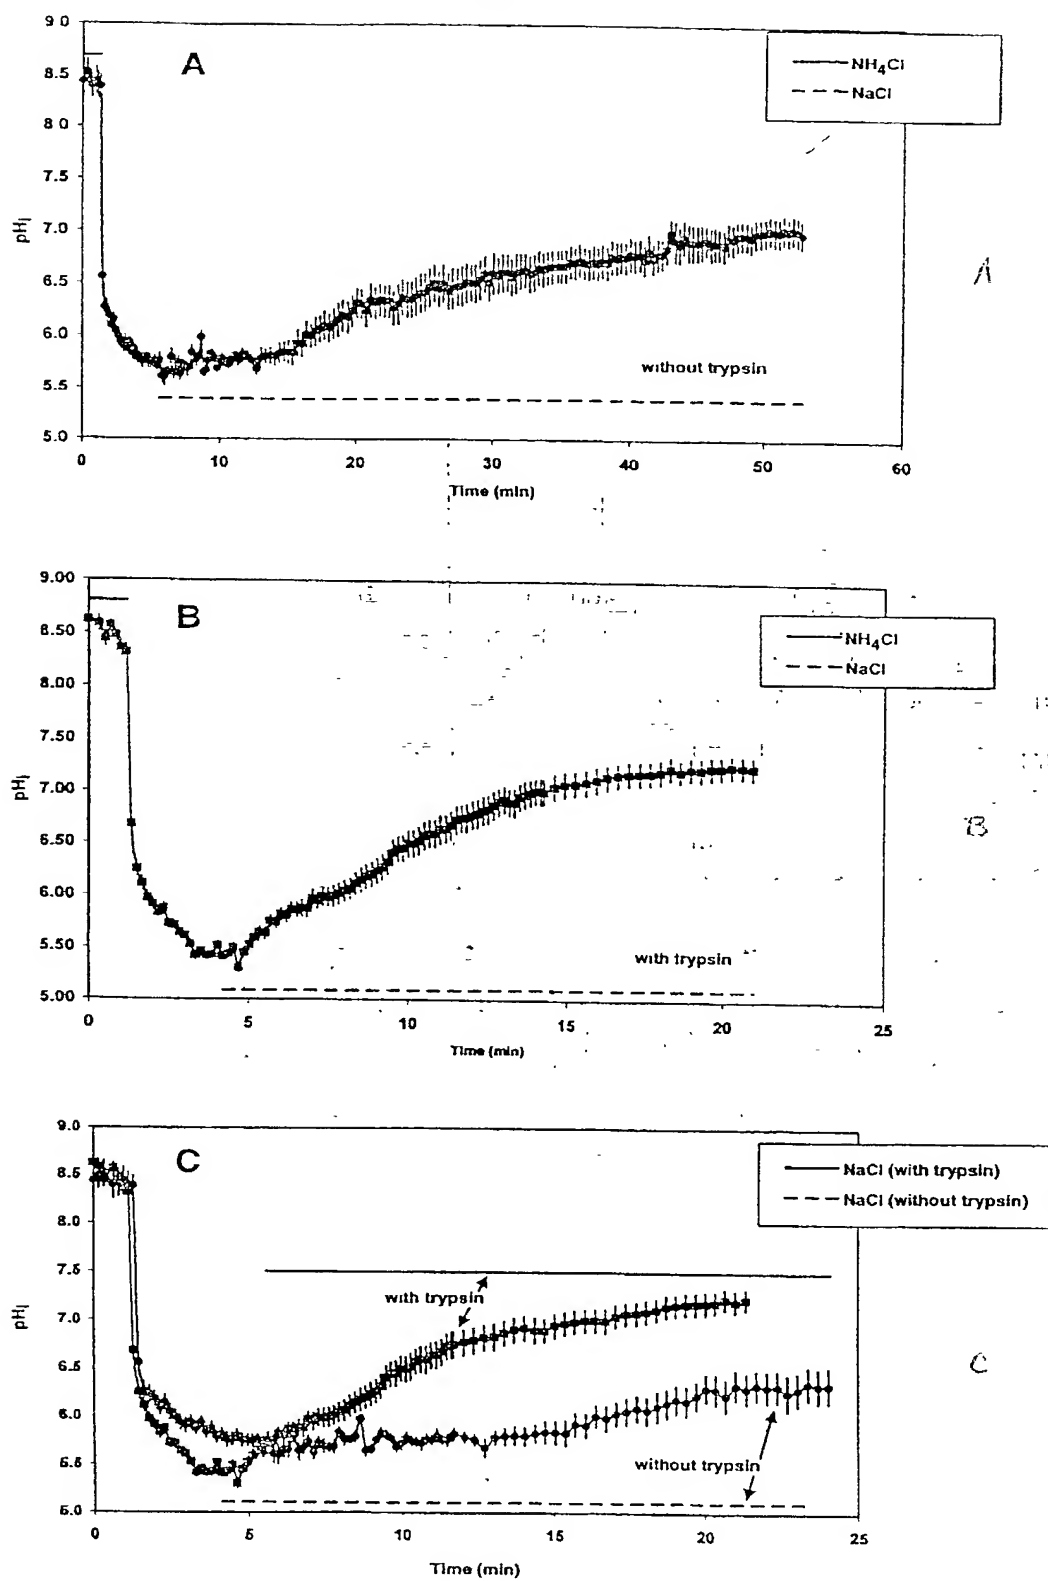 A
NH₄Cl
NaCl
9 0
8.5
8 0
7.5
7.0
6.5
6.0
5.5
5.0
pHi
without trypsin
0 10 20 30 40 50 60
Time (min)
A
B
NH₄Cl
NaCl
9.00
8.50
8.00
7.50
7.00
6.50
6.00
5.50
5.00
pHi
with trypsin
0 5 10 15 20 25
Time (min)
B
C
NaCl (with trypsin)
NaCl (without trypsin)
9.0
8.5
8.0
7.5
7.0
6.5
6.0
5.5
5.0
pHi
with trypsin
without trypsin
0 5 10 15 20 25
Time (min)
C